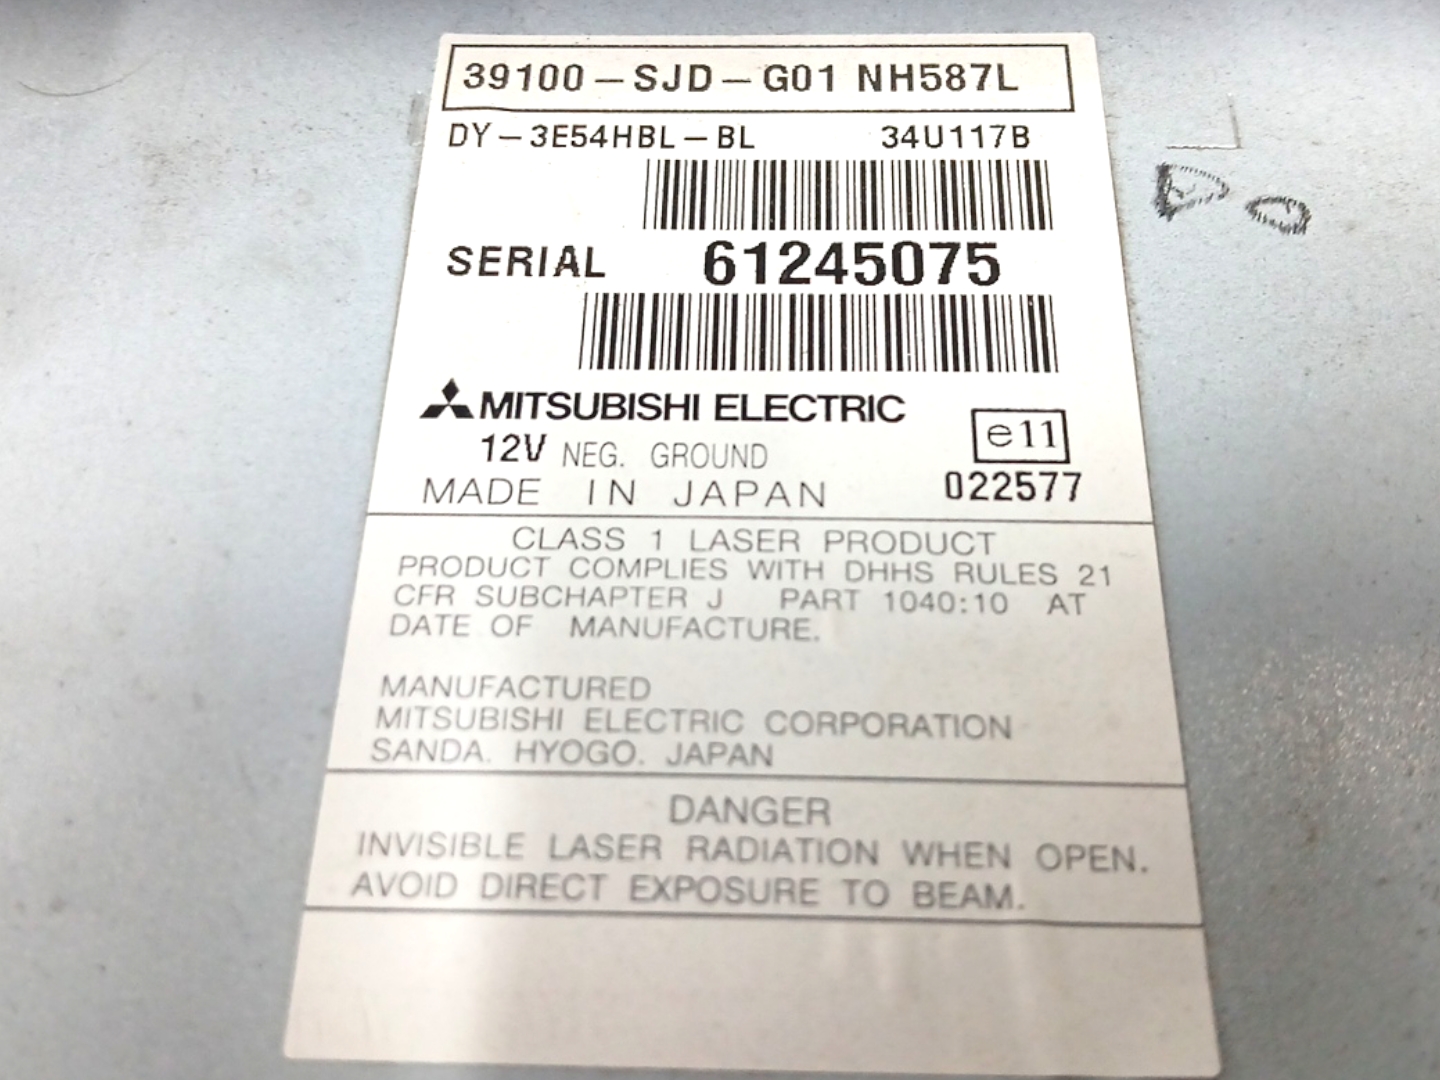 39100-SJD-G01 NH587L
DY-3E54HBL-BL 34U117B
SERIAL 61245075
MITSUBISHI ELECTRIC
12V NEG. GROUND
e11
MADE IN JAPAN
022577
CLASS 1 LASER PRODUCT
PRODUCT COMPLIES WITH DHHS RULES 21
CFR SUBCHAPTER J PART 1040:10 AT
DATE OF MANUFACTURE.
MANUFACTURED
MITSUBISHI ELECTRIC CORPORATION
SANDA. HYOGO. JAPAN
DANGER
INVISIBLE LASER RADIATION WHEN OPEN.
AVOID DIRECT EXPOSURE TO BEAM.